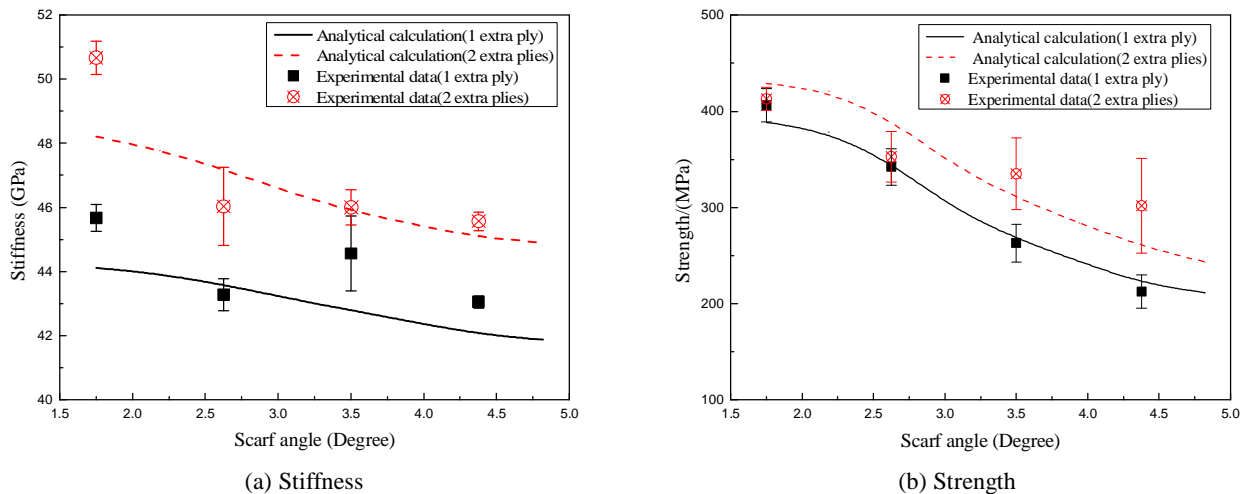 52
50
48
46
44
42
40
Stiffness (GPa)
Analytical calculation(1 extra ply)
Analytical calculation(2 extra plies)
Experimental data(1 extra ply)
Experimental data(2 extra plies)
1.5 2.0 2.5 3.0 3.5 4.0 4.5 5.0
Scarf angle (Degree)
(a) Stiffness
500
400
300
200
100
Strength/(MPa)
Analytical calculation(1 extra ply)
Analytical calculation(2 extra plies)
Experimental data(1 extra ply)
Experimental data(2 extra plies)
1.5 2.0 2.5 3.0 3.5 4.0 4.5 5.0
Scarf angle (Degree)
(b) Strength